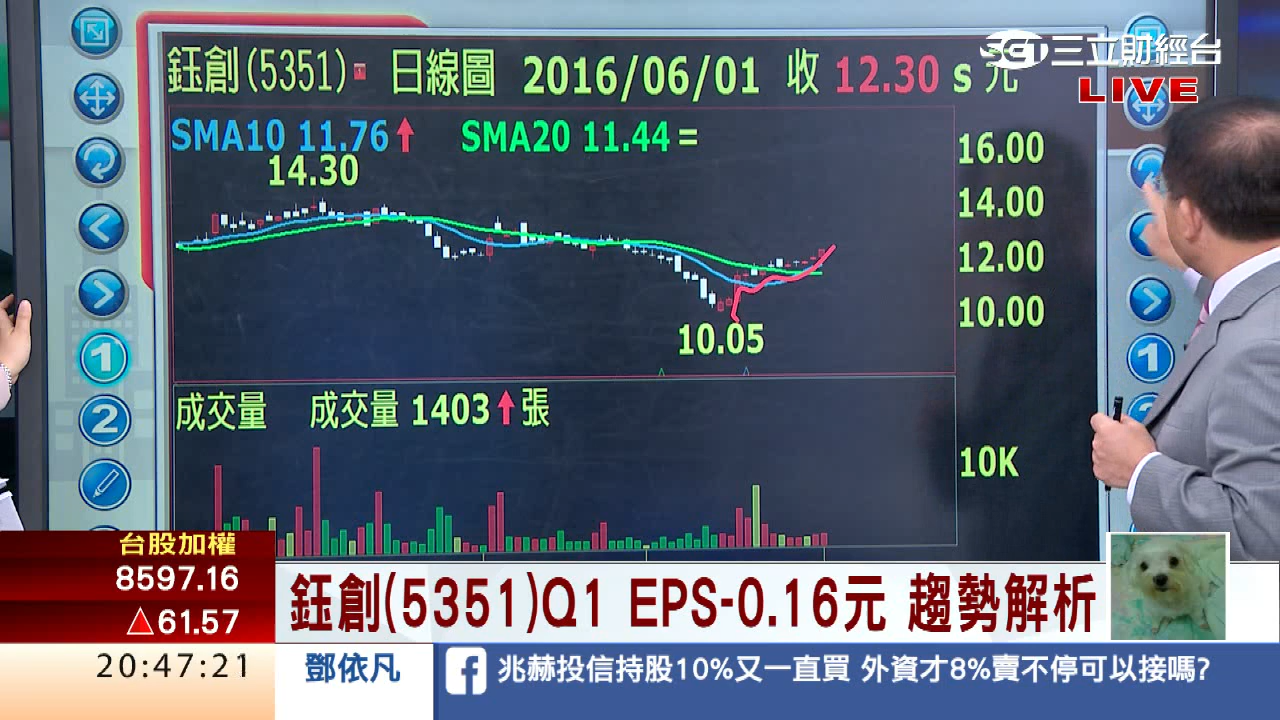 鈺創(5351) 日線圖 2016/06/01 收 12.30 s 元
三立財經台
LIVE
SMA10 11.76 SMA20 11.44 =
14.30
16.00
14.00
12.00
10.00
10.05
成交量 成交量 1403 張
10K
1
2
1
台股加權
8597.16
△61.57
鈺創(5351)Q1 EPS-0.16元 趨勢解析
20:47:21
鄧依凡
兆赫投信持股10%又一直買 外資才8%賣不停可以接嗎?